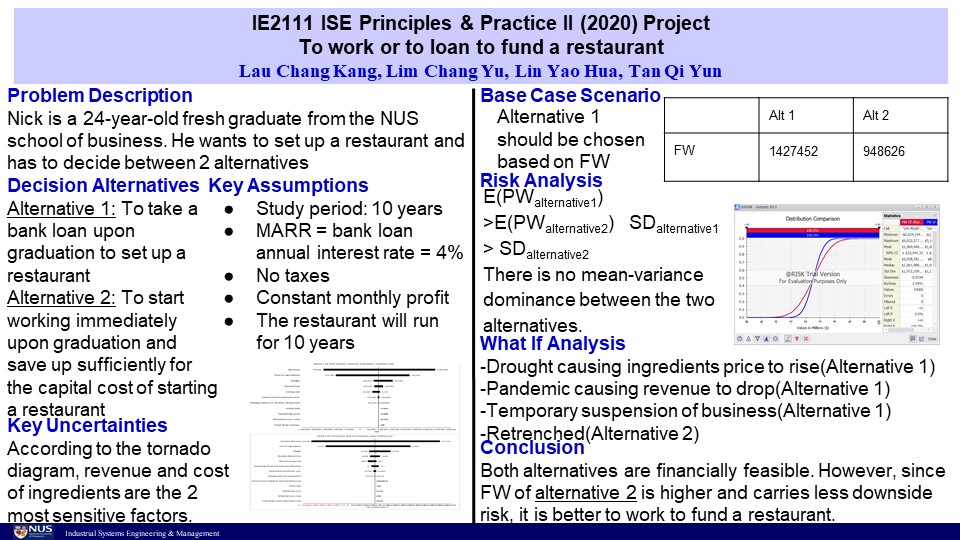 IE2111 ISE Principles & Practice II (2020) Project
To work or to loan to fund a restaurant
Lau Chang Kang, Lim Chang Yu, Lin Yao Hua, Tan Qi Yun
Problem Description
Nick is a 24-year-old fresh graduate from the NUS
school of business. He wants to set up a restaurant and
has to decide between 2 alternatives
Decision Alternatives
Alternative 1: To take a
bank loan upon
graduation to set up a
restaurant
Alternative 2: To start
working immediately
upon graduation and
save up sufficiently for
the capital cost of starting
a restaurant
Key Assumptions
● Study period: 10 years
● MARR = bank loan
annual interest rate = 4%
● No taxes
● Constant monthly profit
● The restaurant will run
for 10 years
Key Uncertainties
According to the tornado
diagram, revenue and cost
of ingredients are the 2
most sensitive factors.
Base Case Scenario
Alternative 1
should be chosen
based on FW
Alt 1 Alt 2
FW 1427452 948626
Risk Analysis
E(PWalternative1)
>E(PWalternative2) SDalternative1
> SDalternative2
There is no mean-variance
dominance between the two
alternatives.
Distribution Comparison
@RISK Trial Version
For Evaluation Purposes Only
Values in Millions ($)
Statistics
What If Analysis
-Drought causing ingredients price to rise(Alternative 1)
-Pandemic causing revenue to drop(Alternative 1)
-Temporary suspension of business(Alternative 1)
-Retrenched(Alternative 2)
Conclusion
Both alternatives are financially feasible. However, since
FW of alternative 2 is higher and carries less downside
risk, it is better to work to fund a restaurant.
NUS
Industrial Systems Engineering & Management